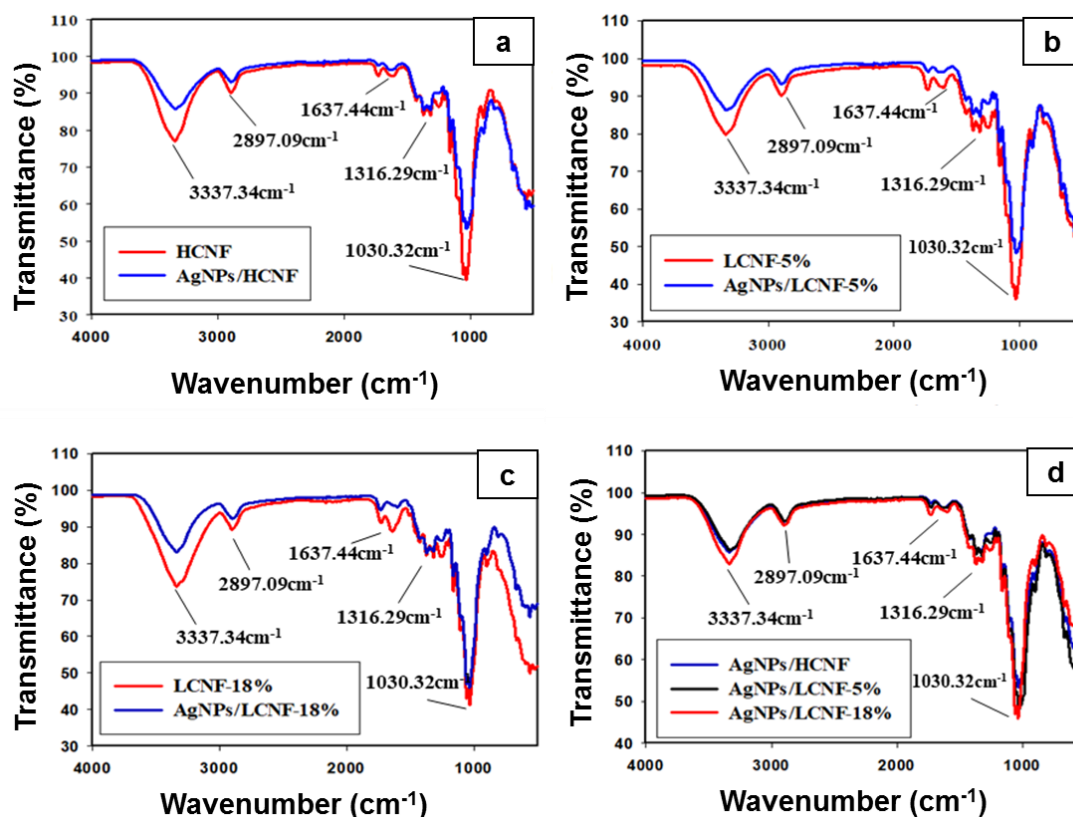 a
Transmittance (%)
110
100
90
80
70
60
50
40
30
1637.44cm-1
2897.09cm-1
1316.29cm-1
3337.34cm-1
1030.32cm-1
HCNF
AgNPs/HCNF
4000
3000
2000
1000
Wavenumber (cm-1)
b
Transmittance (%)
110
100
90
80
70
60
50
40
30
1637.44cm-1
2897.09cm-1
1316.29cm-1
3337.34cm-1
1030.32cm-1
LCNF-5%
AgNPs/LCNF-5%
4000
3000
2000
1000
Wavenumber (cm-1)
c
Transmittance (%)
110
100
90
80
70
60
50
40
30
1637.44cm-1
2897.09cm-1
1316.29cm-1
3337.34cm-1
1030.32cm-1
LCNF-18%
AgNPs/LCNF-18%
4000
3000
2000
1000
Wavenumber (cm-1)
d
Transmittance (%)
110
100
90
80
70
60
50
40
1637.44cm-1
2897.09cm-1
1316.29cm-1
3337.34cm-1
1030.32cm-1
AgNPs/HCNF
AgNPs/LCNF-5%
AgNPs/LCNF-18%
4000
3000
2000
1000
Wavenumber (cm-1)